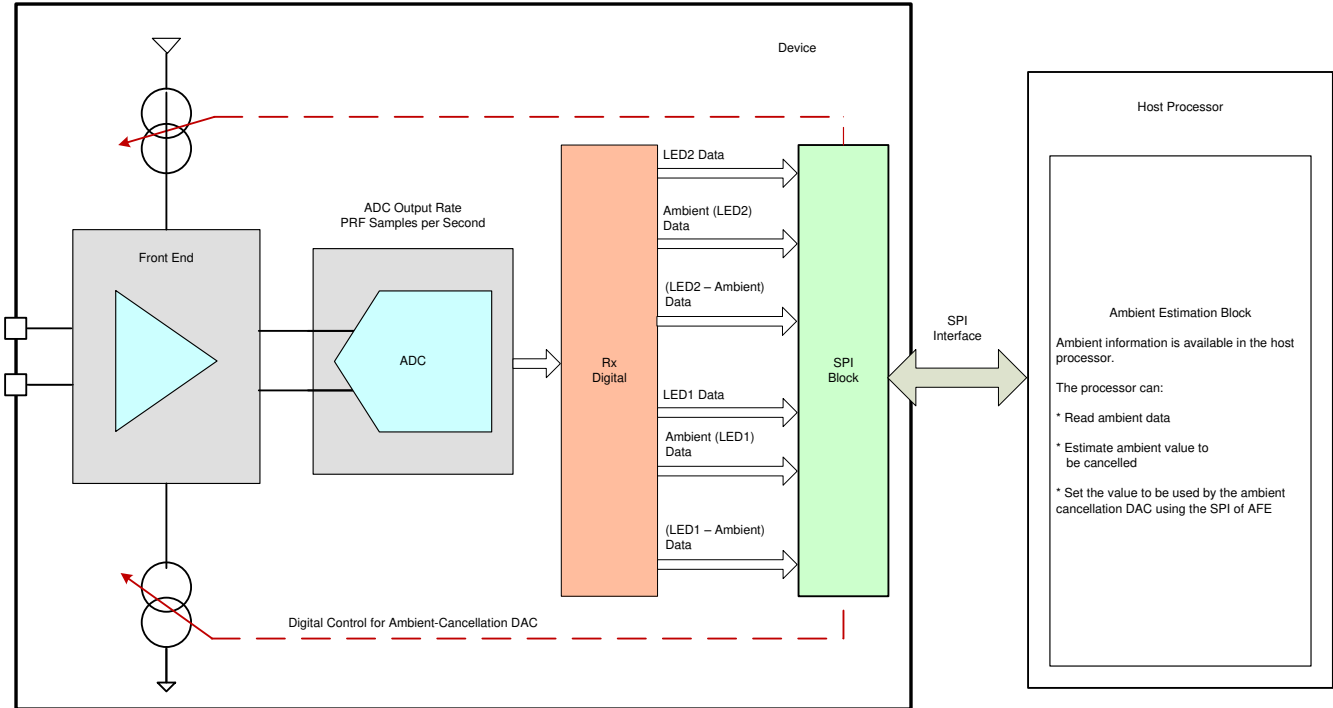 Device
Host Processor
ADC Output Rate
PRF Samples per Second
Front End
ADC
Rx
Digital
LED2 Data
Ambient (LED2)
Data
(LED2 – Ambient)
Data
LED1 Data
Ambient (LED1)
Data
(LED1 – Ambient)
Data
SPI
Block
SPI
Interface
Ambient Estimation Block
Ambient information is available in the host
processor.
The processor can:
* Read ambient data
* Estimate ambient value to
be cancelled
* Set the value to be used by the ambient
cancellation DAC using the SPI of AFE
Digital Control for Ambient-Cancellation DAC